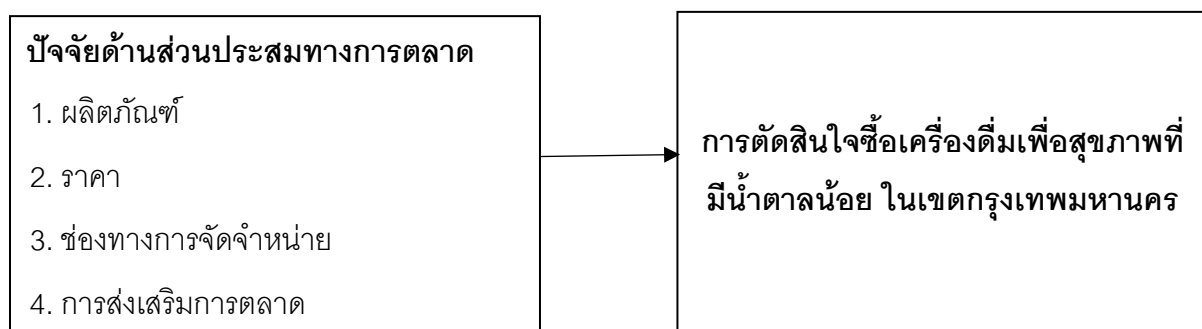 ปัจจัยด้านส่วนประสมทางการตลาด
1. ผลิตภัณฑ์
2. ราคา
3. ช่องทางการจัดจำหน่าย
4. การส่งเสริมการตลาด
การตัดสินใจซื้อเครื่องดื่มเพื่อสุขภาพที่
มีน้ำตาลน้อย ในเขตกรุงเทพมหานคร